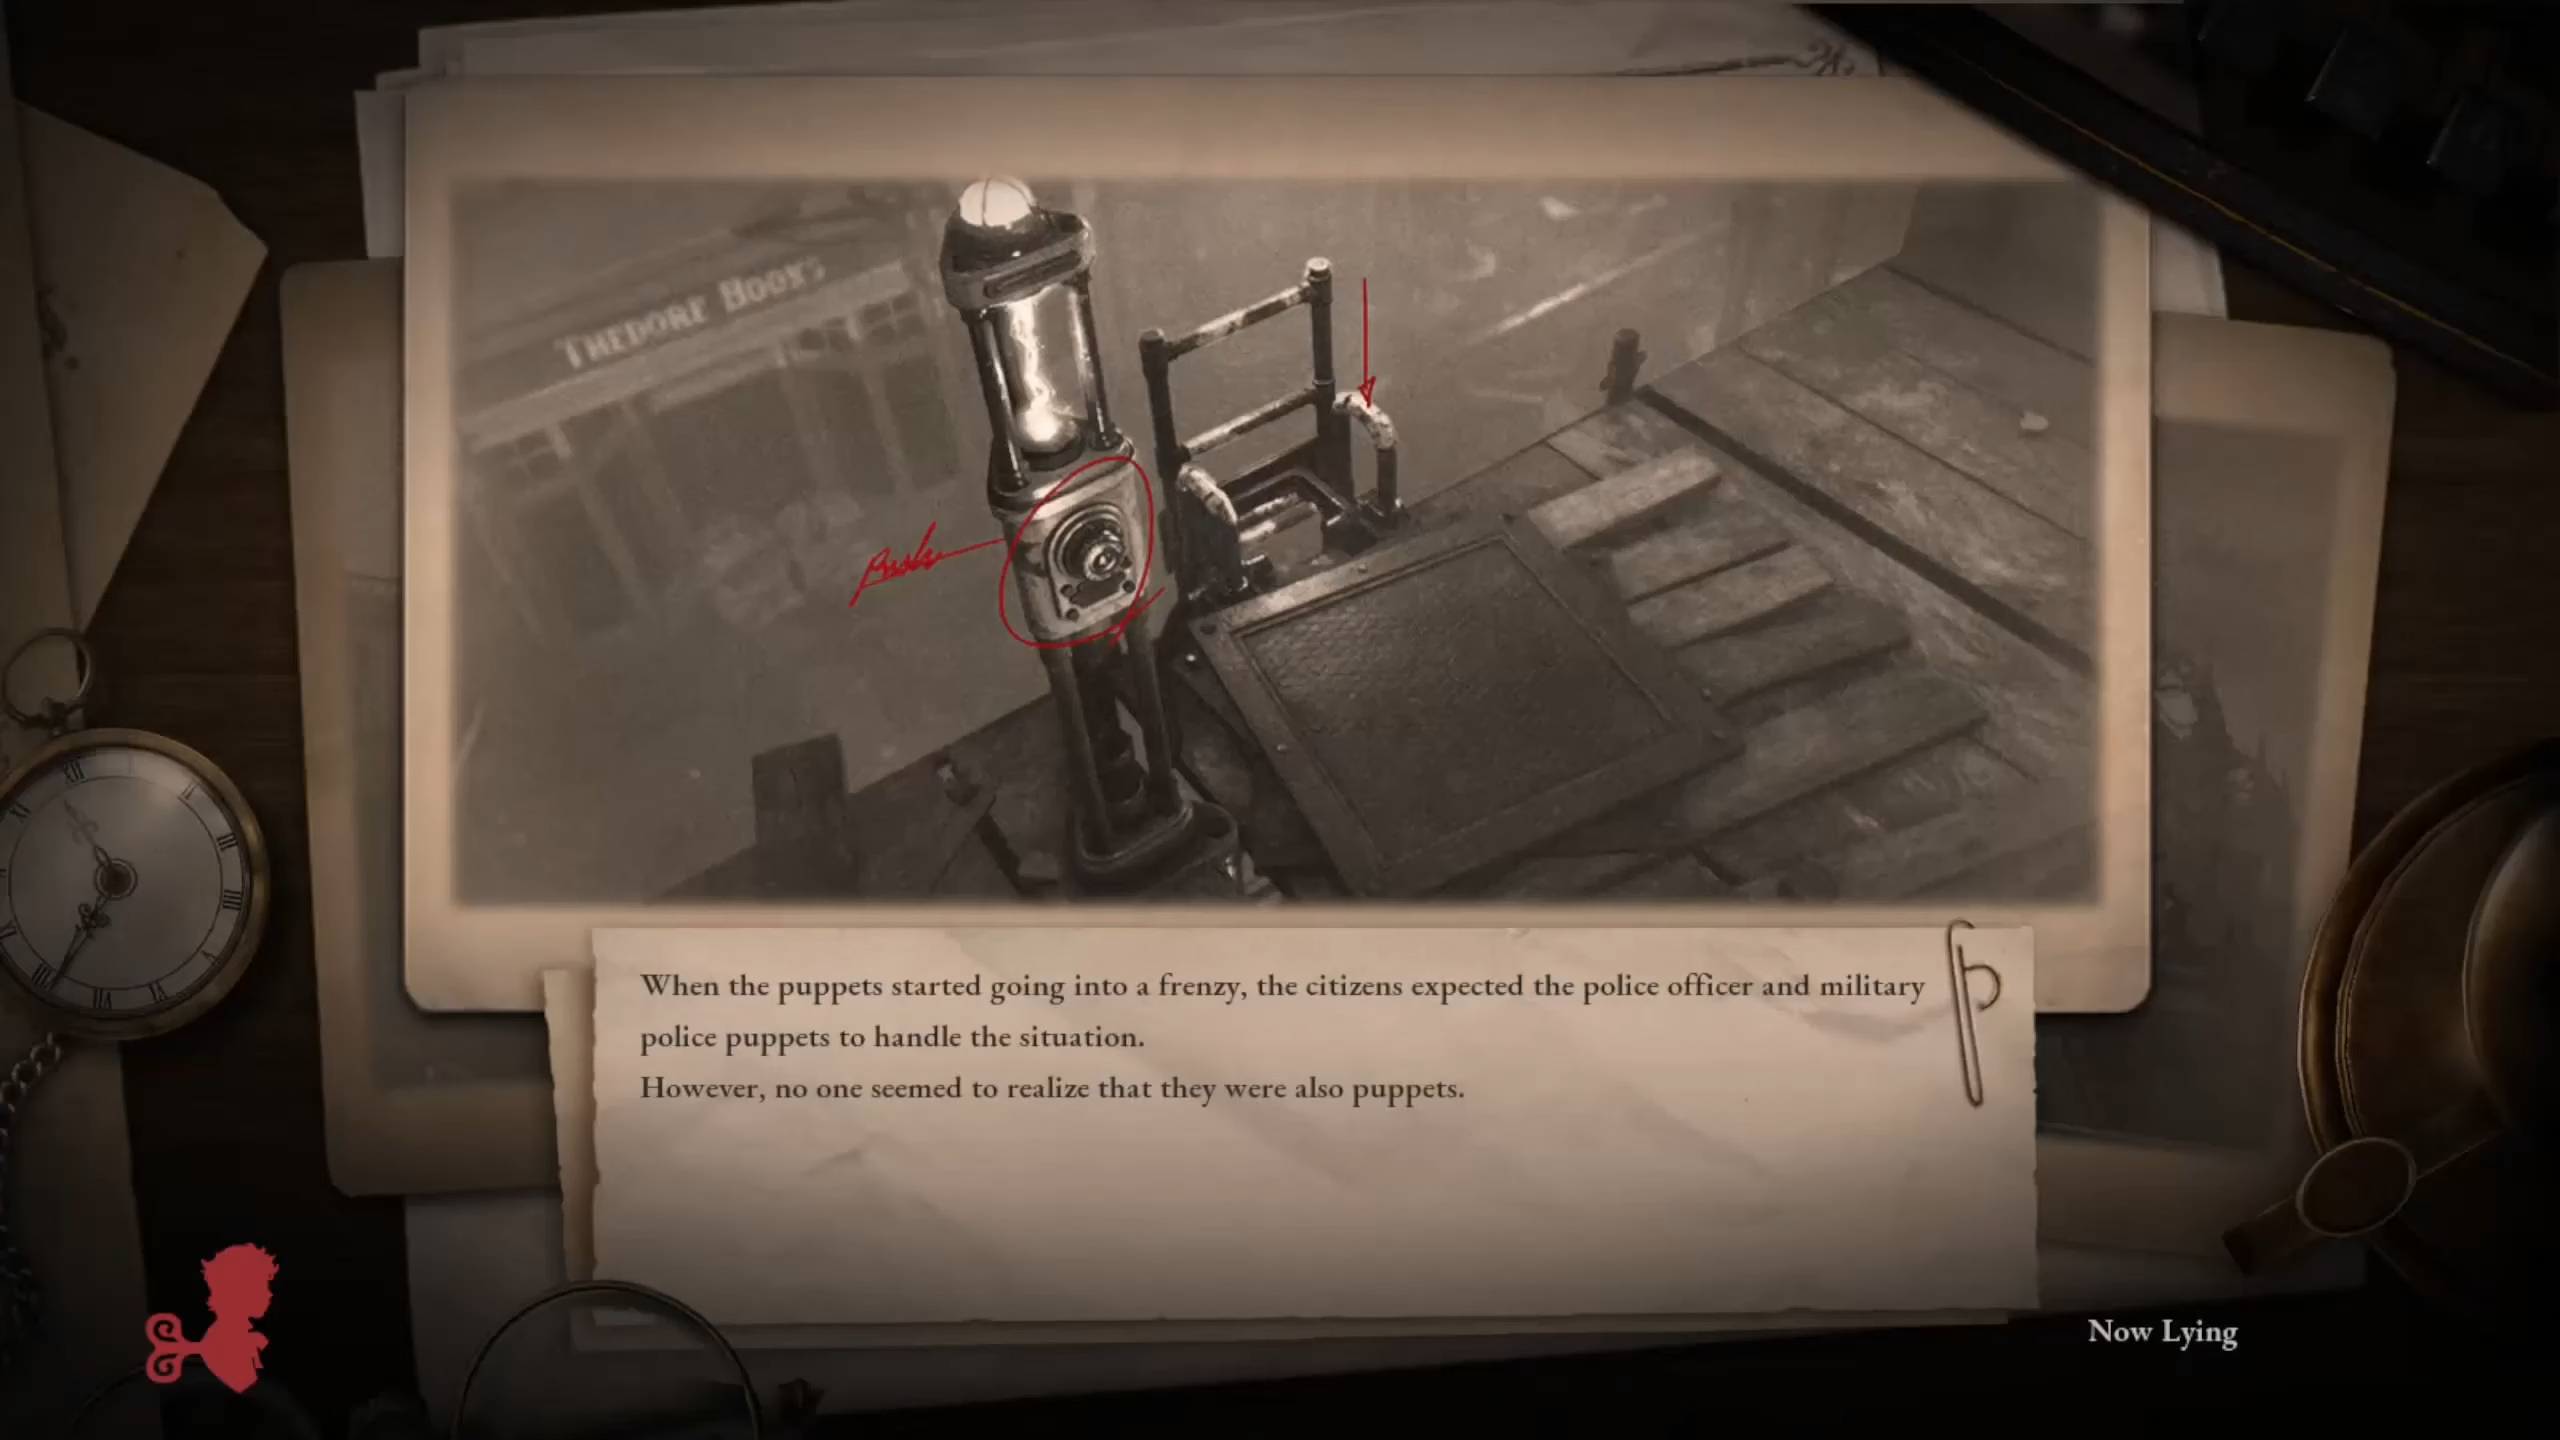 THEDORE BOOKS
Push
When the puppets started going into a frenzy, the citizens expected the police officer and military
police puppets to handle the situation.
However, no one seemed to realize that they were also puppets.
Now Lying